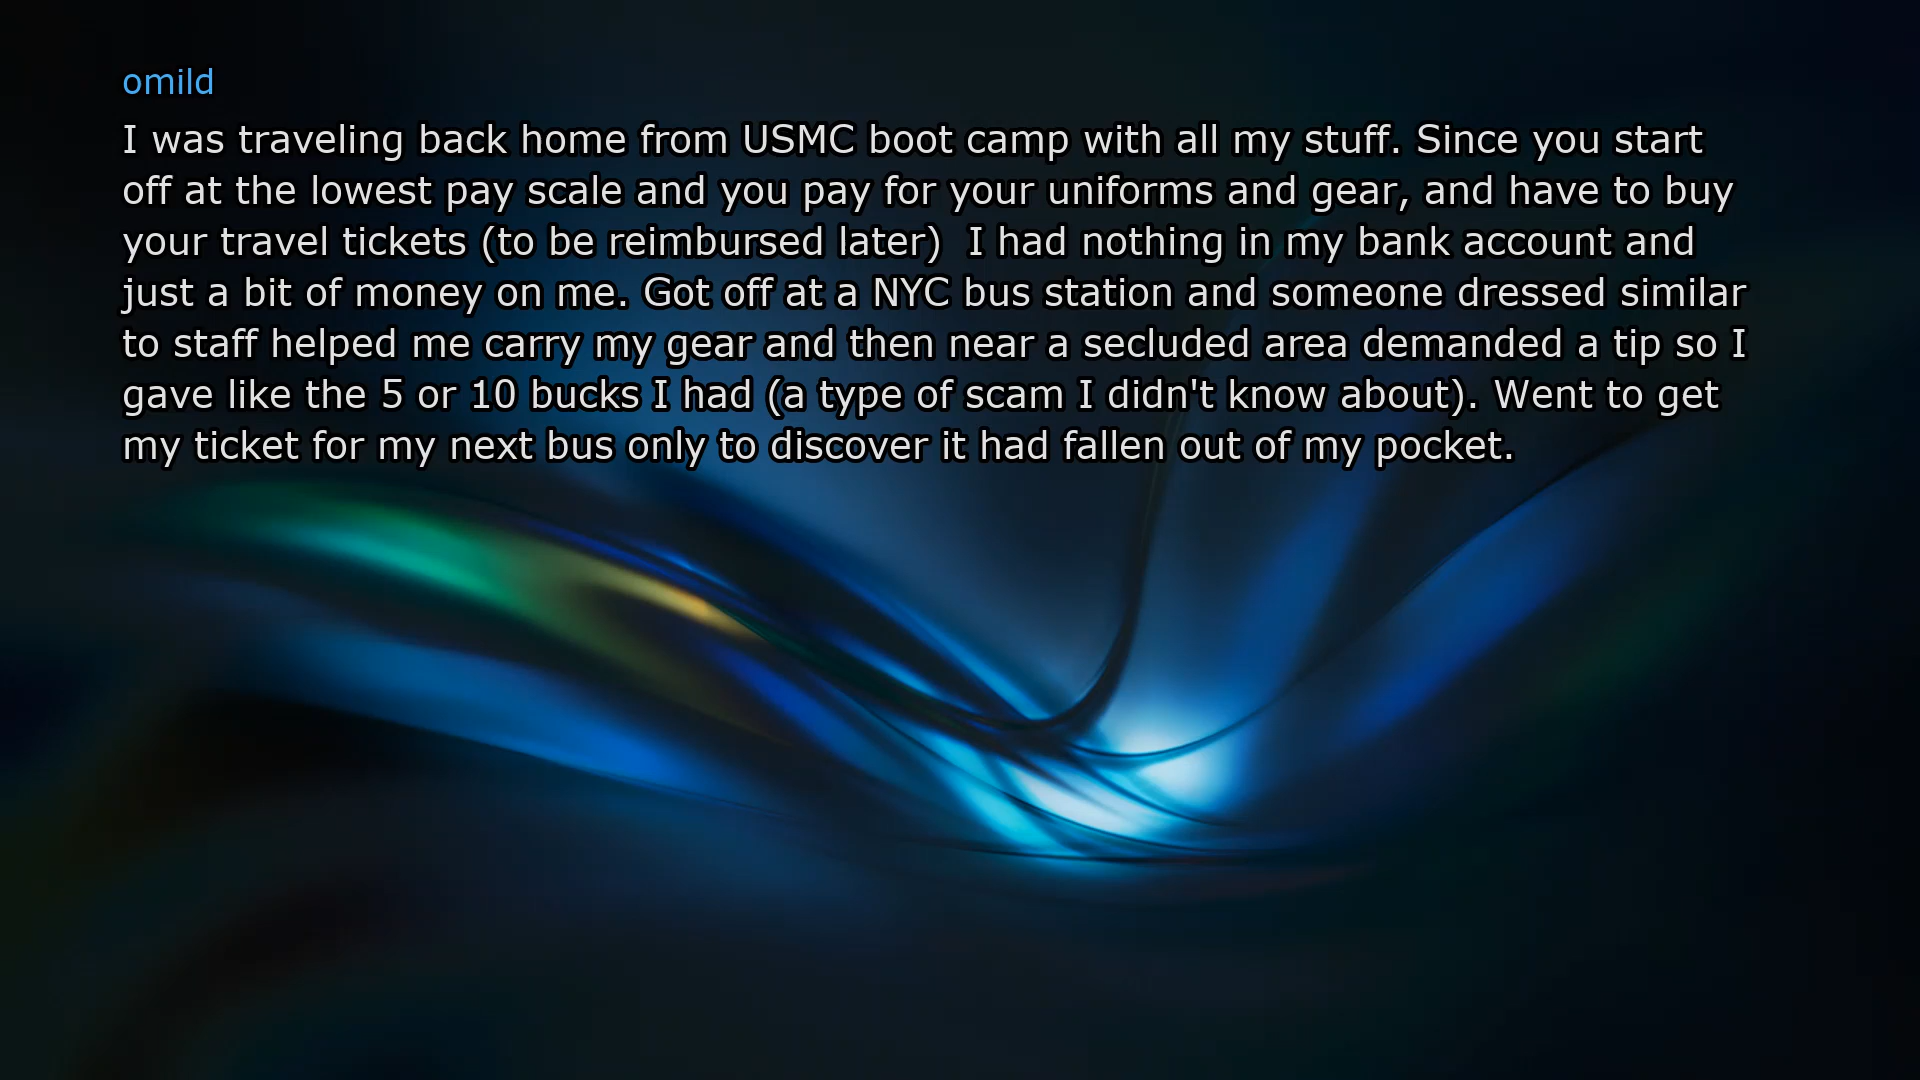 omild
I was traveling back home from USMC boot camp with all my stuff. Since you start
off at the lowest pay scale and you pay for your uniforms and gear, and have to buy
your travel tickets (to be reimbursed later)  I had nothing in my bank account and
just a bit of money on me. Got off at a NYC bus station and someone dressed similar
to staff helped me carry my gear and then near a secluded area demanded a tip so I
gave like the 5 or 10 bucks I had (a type of scam I didn't know about). Went to get
my ticket for my next bus only to discover it had fallen out of my pocket.